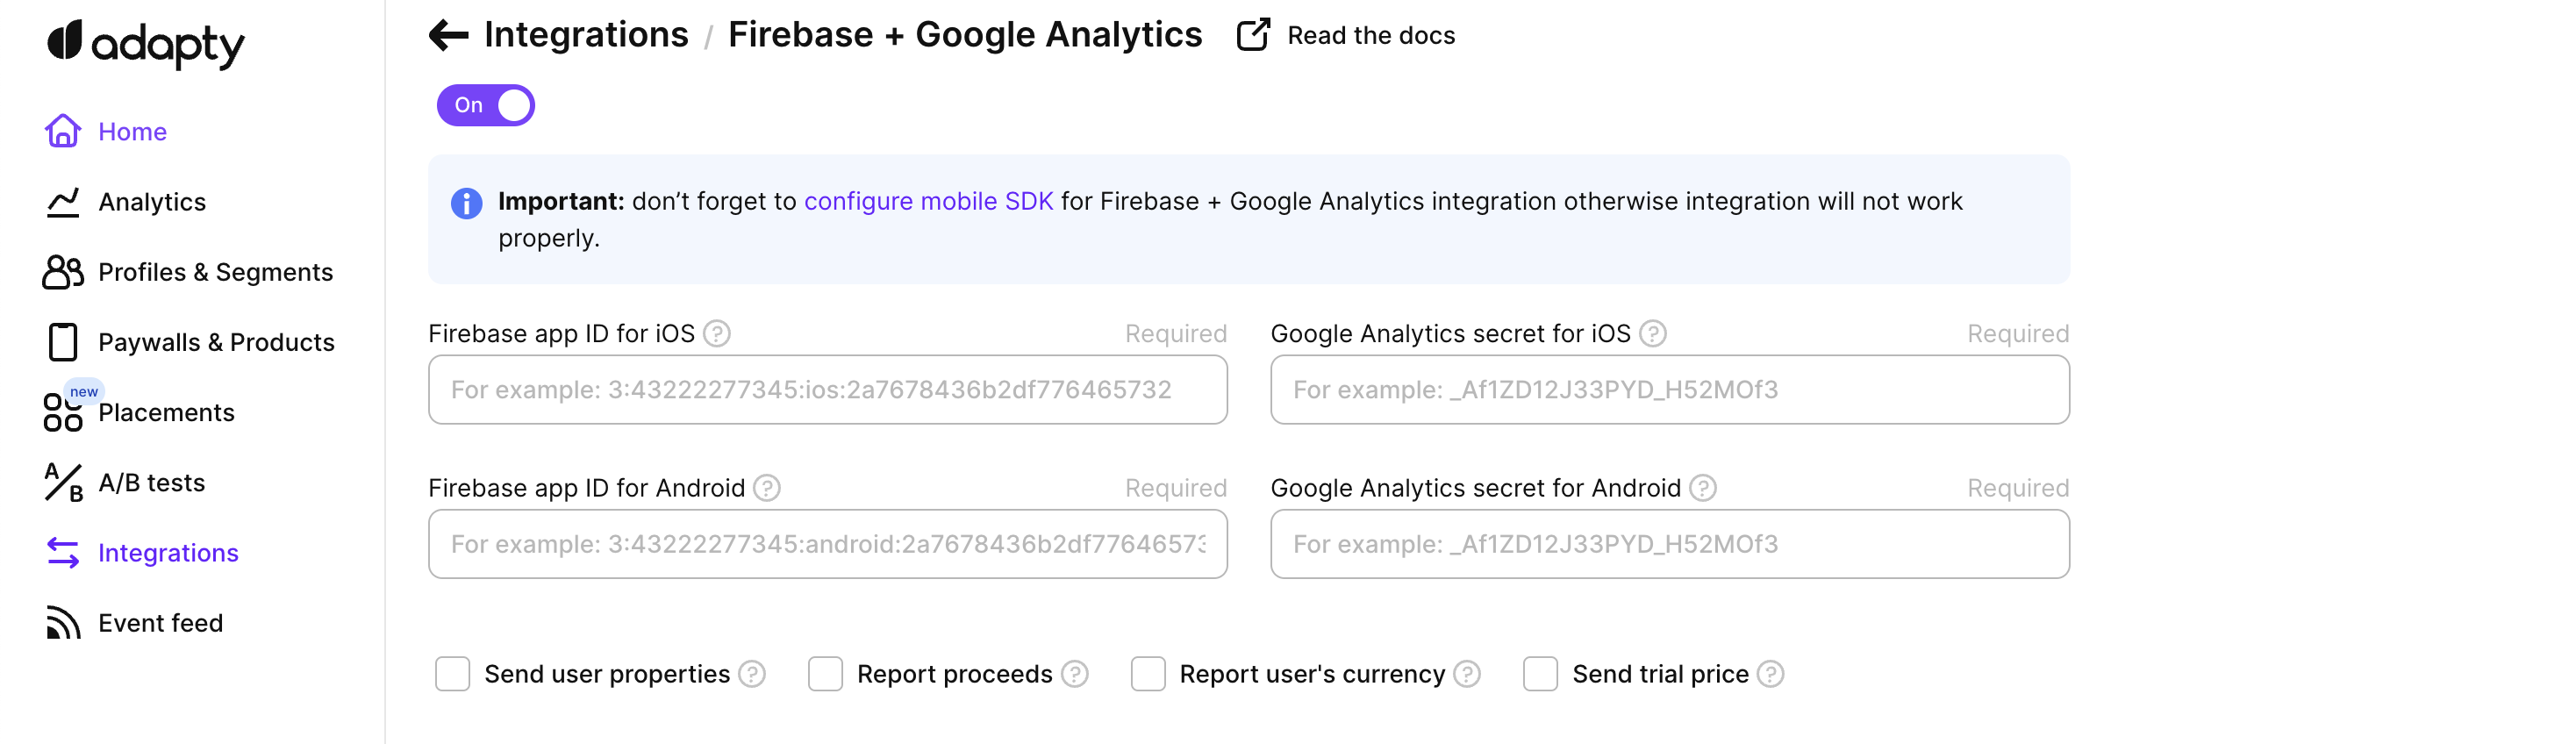 adapty
Home
Analytics
Profiles & Segments
Paywalls & Products
new
Placements
A/B tests
Integrations
Event feed
Integrations / Firebase + Google Analytics Read the docs
On
Important: don’t forget to configure mobile SDK for Firebase + Google Analytics integration otherwise integration will not work
properly.
Firebase app ID for iOS ? Required
For example: 3:43222277345:ios:2a7678436b2df776465732
Google Analytics secret for iOS ? Required
For example: _Af1ZD12J33PYD_H52MOf3
Firebase app ID for Android ? Required
For example: 3:43222277345:android:2a7678436b2df77646573
Google Analytics secret for Android ? Required
For example: _Af1ZD12J33PYD_H52MOf3
Send user properties ? Report proceeds ? Report user's currency ? Send trial price ?